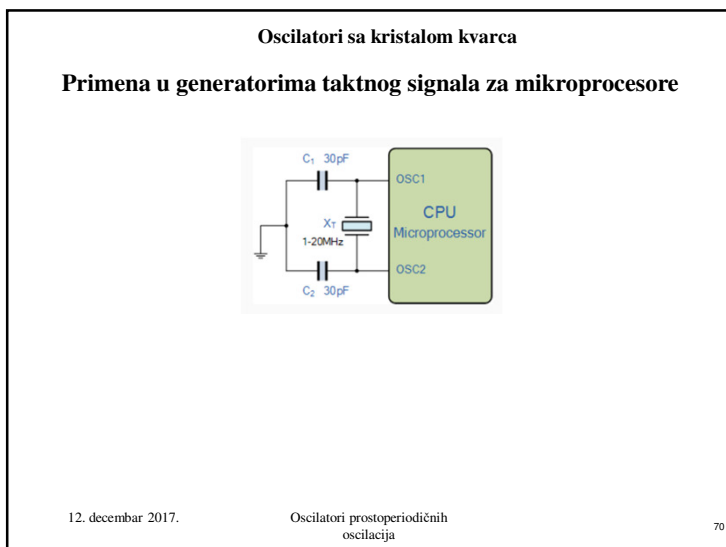 Oscilatori sa kristalom kvarca
Primena u generatorima taktnog signala za mikroprocesore
C₁ 30pF
OSC1
CPU
Microprocessor
X_T
1-20MHz
OSC2
C₂ 30pF
12. decembar 2017.
Oscilatori prostoperiodičnih
oscilacija
70